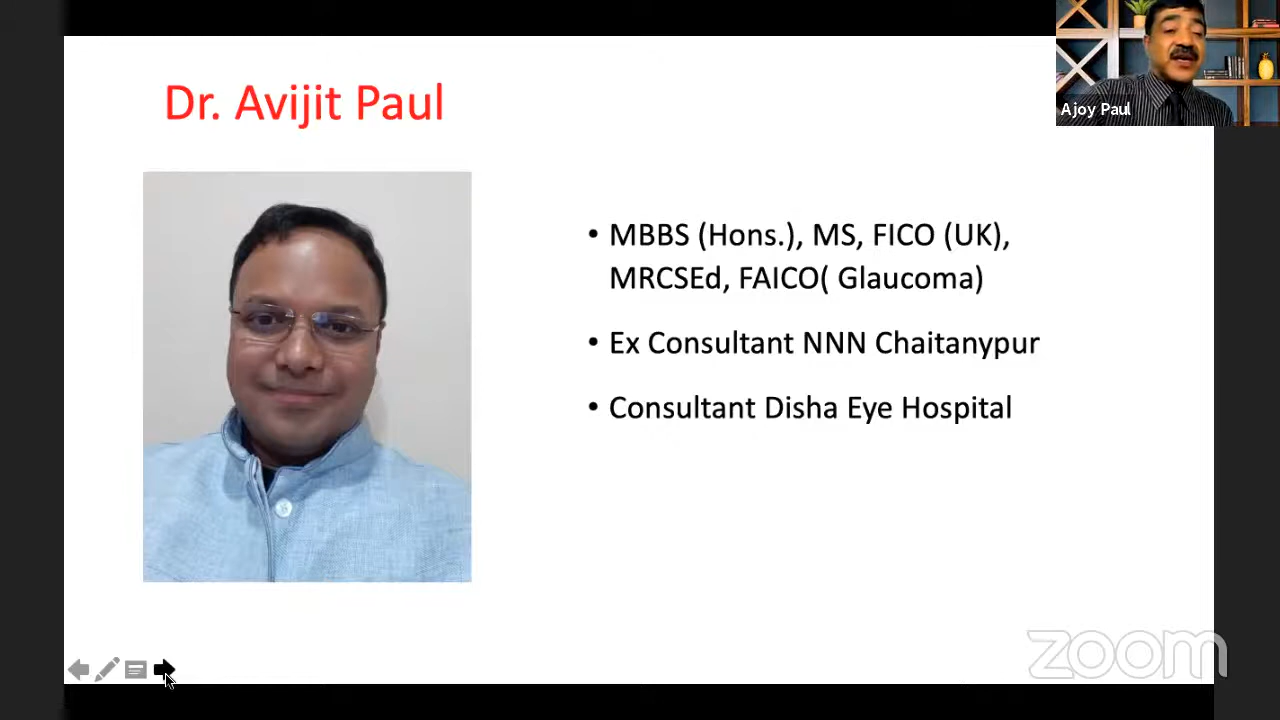 Dr. Avijit Paul
Ajoy Paul
• MBBS (Hons.), MS, FICO (UK),
MRCSEd, FAICO( Glaucoma)
• Ex Consultant NNN Chaitanypur
• Consultant Disha Eye Hospital
zoom